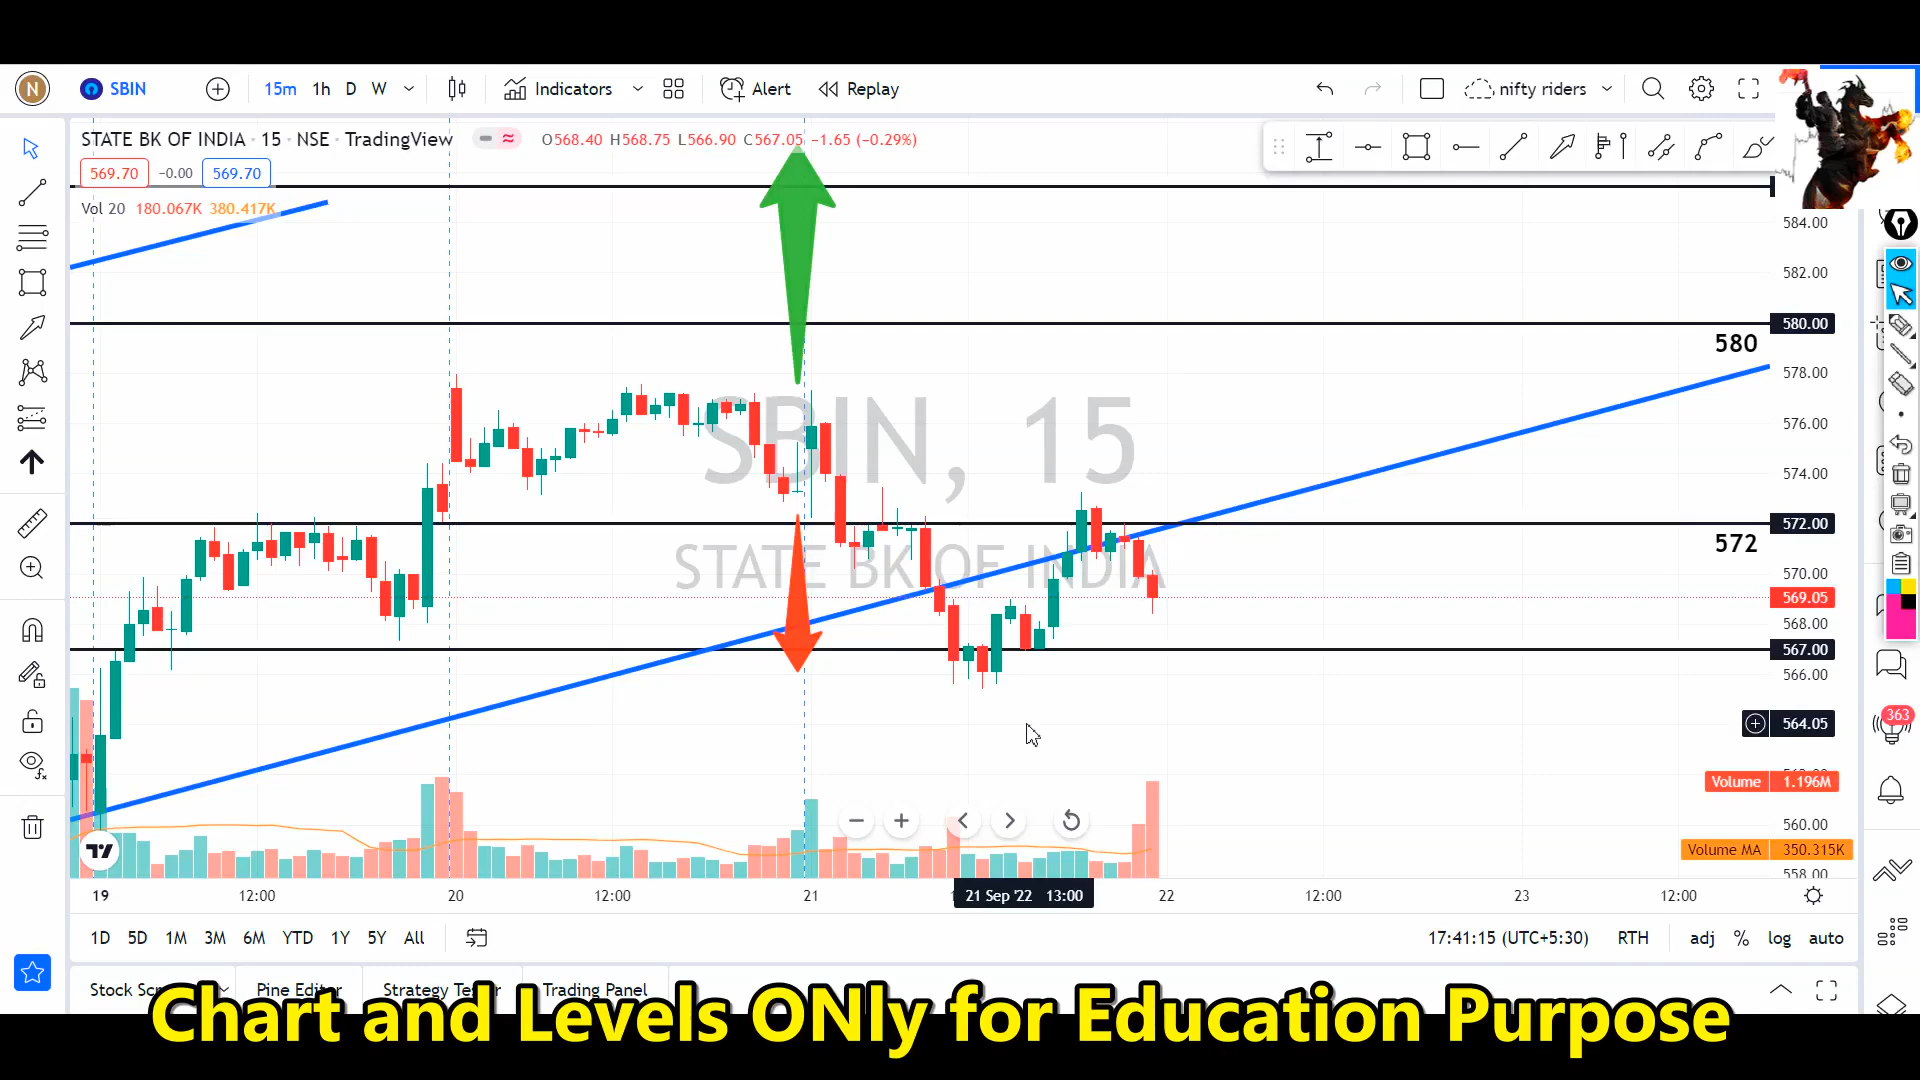 N SBIN 15m 1h D W Indicators Alert Replay nifty riders
STATE BK OF INDIA · 15 · NSE · TradingView O568.40 H568.75 L566.90 C567.05 −1.65 (−0.29%)
569.70 −0.00 569.70
Vol 20 180.067K 380.417K
584.00
582.00
580.00
580
578.00
576.00
SBIN, 15
574.00
572.00
572
STATE BK OF INDIA
570.00
569.05
568.00
567.00
566.00
564.05
363
Volume 1.196M
560.00
Volume MA 350.315K
558.00
19 12:00 20 12:00 21 21 Sep '22 13:00 22 12:00 23 12:00
1D 5D 1M 3M 6M YTD 1Y 5Y All 17:41:15 (UTC+5:30) RTH adj % log auto
Stock Pine Strategy Trading Panel
Chart and Levels ONly for Education Purpose